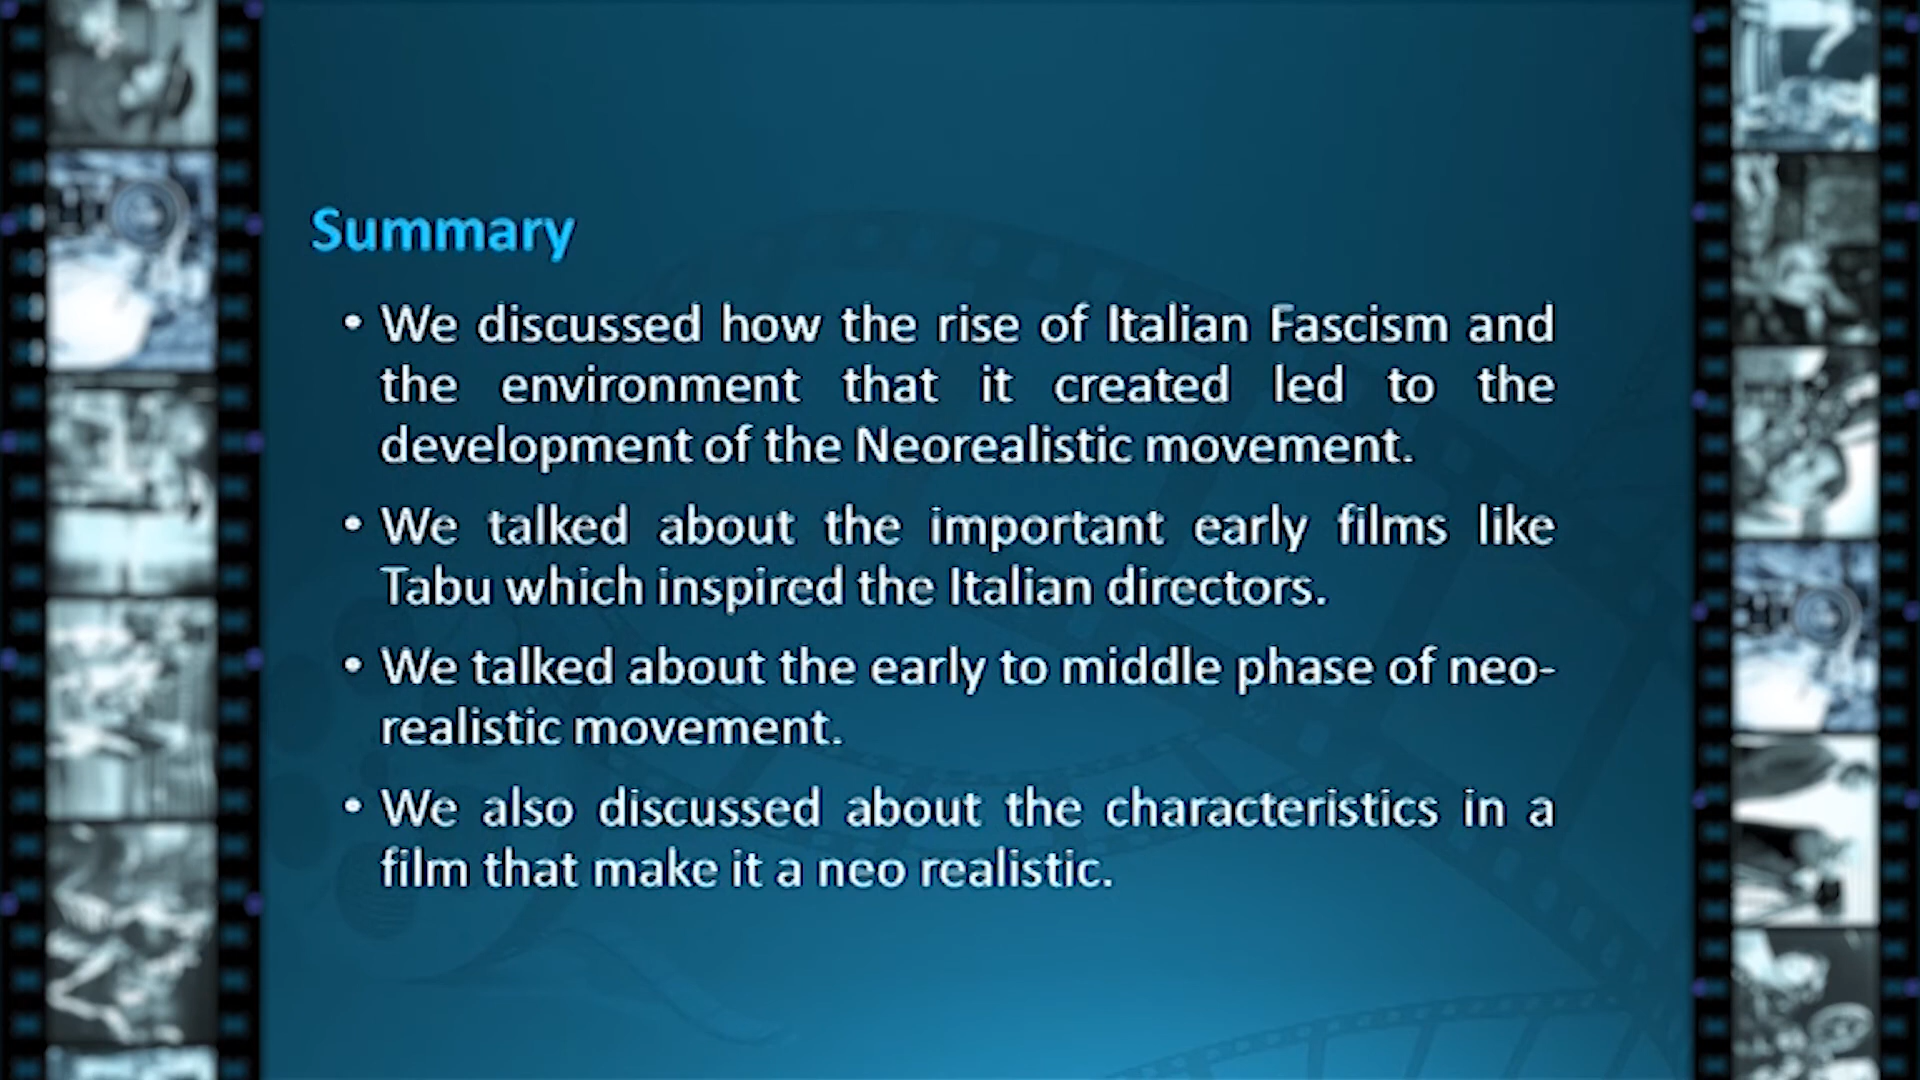 Summary
• We discussed how the rise of Italian Fascism and
the environment that it created led to the
development of the Neorealistic movement.
• We talked about the important early films like
Tabu which inspired the Italian directors.
• We talked about the early to middle phase of neo-
realistic movement.
• We also discussed about the characteristics in a
film that make it a neo realistic.